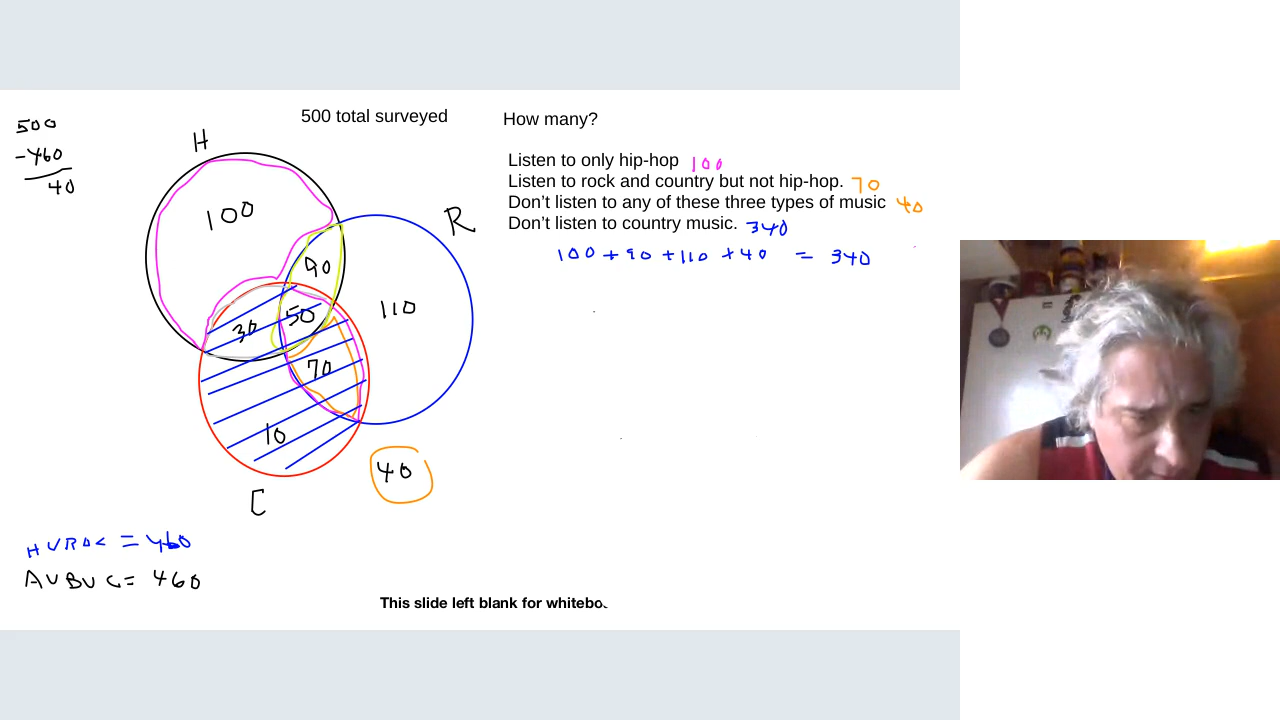 500 total surveyed
How many?
500
-460
40
H
R
C
100
90
110
30
50
70
10
40
Listen to only hip-hop 100
Listen to rock and country but not hip-hop. 70
Don't listen to any of these three types of music 40
Don't listen to country music. 340
100 + 90 + 110 + 40 = 340
= 460
A ∪ B ∪ C = 460
This slide left blank for